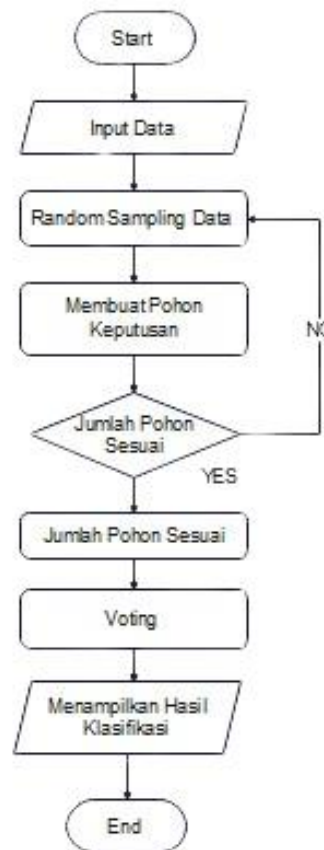 Start
Input Data
Random Sampling Data
Membuat Pohon
Keputusan
NO
Jumlah Pohon
Sesuai
YES
Jumlah Pohon Sesuai
Voting
Menampilkan Hasil
Klasifikasi
End